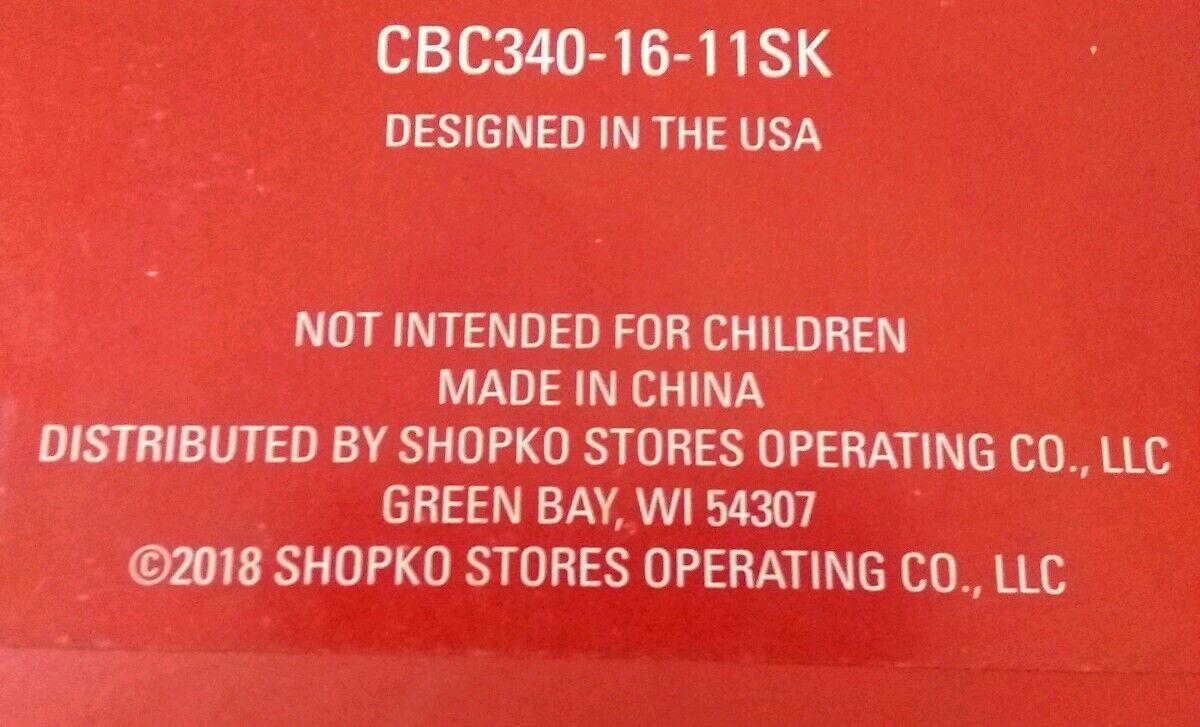 CBC340-16-11SK
DESIGNED IN THE USA
NOT INTENDED FOR CHILDREN
MADE IN CHINA
DISTRIBUTED BY SHOPKO STORES OPERATING CO., LLC
GREEN BAY, WI 54307
©2018 SHOPKO STORES OPERATING CO., LLC